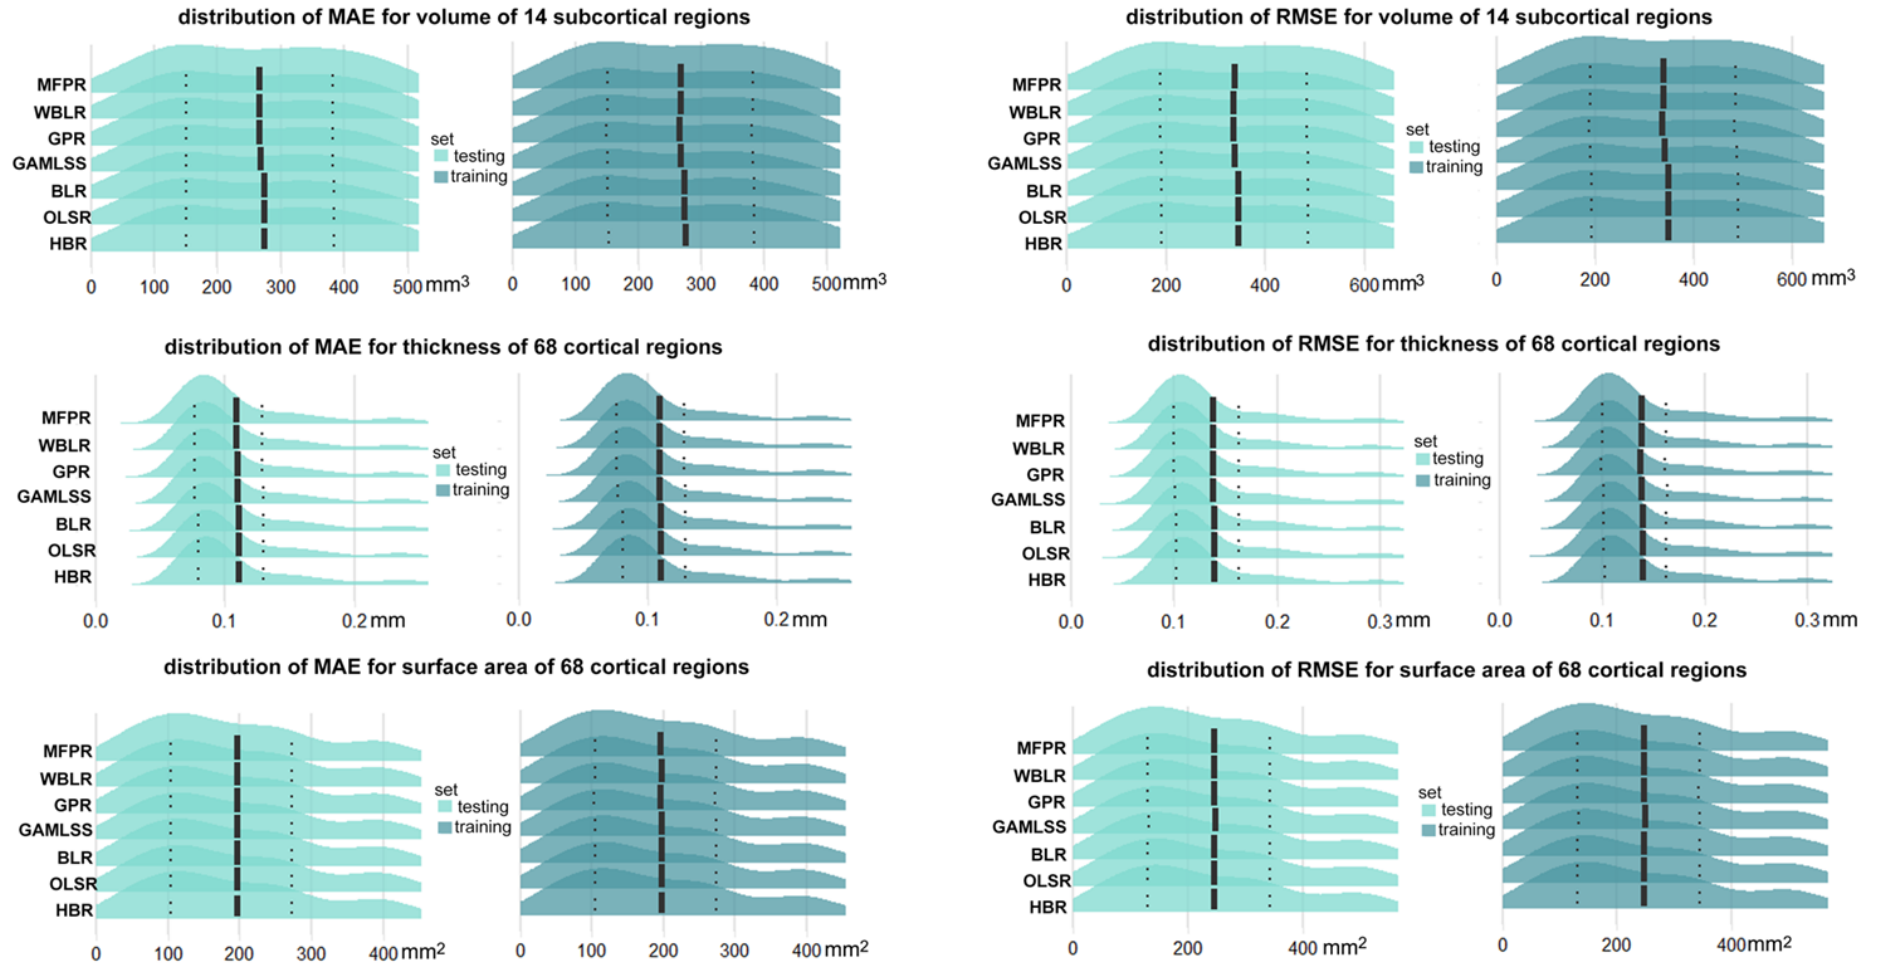 distribution of MAE for volume of 14 subcortical regions
MFPR
WBLR
GPR
GAMLSS
BLR
OLSR
HBR
set
testing
training
0 100 200 300 400 500 mm³
0 100 200 300 400 500 mm³
distribution of RMSE for volume of 14 subcortical regions
MFPR
WBLR
GPR
GAMLSS
BLR
OLSR
HBR
set
testing
training
0 200 400 600 mm³
0 200 400 600 mm³
distribution of MAE for thickness of 68 cortical regions
MFPR
WBLR
GPR
GAMLSS
BLR
OLSR
HBR
set
testing
training
0.0 0.1 0.2 mm
0.0 0.1 0.2 mm
distribution of RMSE for thickness of 68 cortical regions
MFPR
WBLR
GPR
GAMLSS
BLR
OLSR
HBR
set
testing
training
0.0 0.1 0.2 0.3 mm
0.0 0.1 0.2 0.3 mm
distribution of MAE for surface area of 68 cortical regions
MFPR
WBLR
GPR
GAMLSS
BLR
OLSR
HBR
set
testing
training
0 100 200 300 400 mm²
0 100 200 300 400 mm²
distribution of RMSE for surface area of 68 cortical regions
MFPR
WBLR
GPR
GAMLSS
BLR
OLSR
HBR
set
testing
training
0 200 400 mm²
0 200 400 mm²